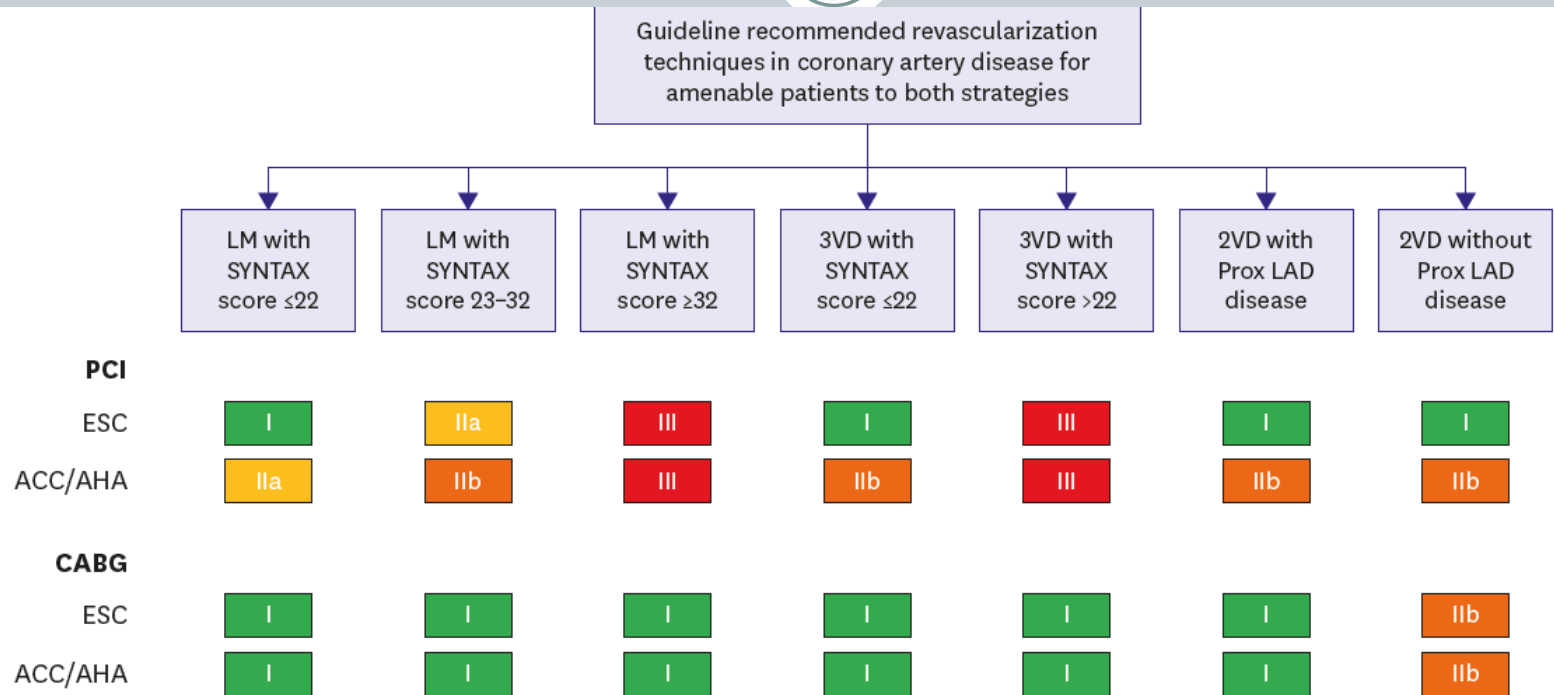 Guideline recommended revascularization
techniques in coronary artery disease for
amenable patients to both strategies
LM with
SYNTAX
score ≤22
LM with
SYNTAX
score 23–32
LM with
SYNTAX
score ≥32
3VD with
SYNTAX
score ≤22
3VD with
SYNTAX
score >22
2VD with
Prox LAD
disease
2VD without
Prox LAD
disease
PCI
ESC I IIa III I III I I
ACC/AHA IIa IIb III IIb III IIb IIb
CABG
ESC I I I I I I IIb
ACC/AHA I I I I I I IIb